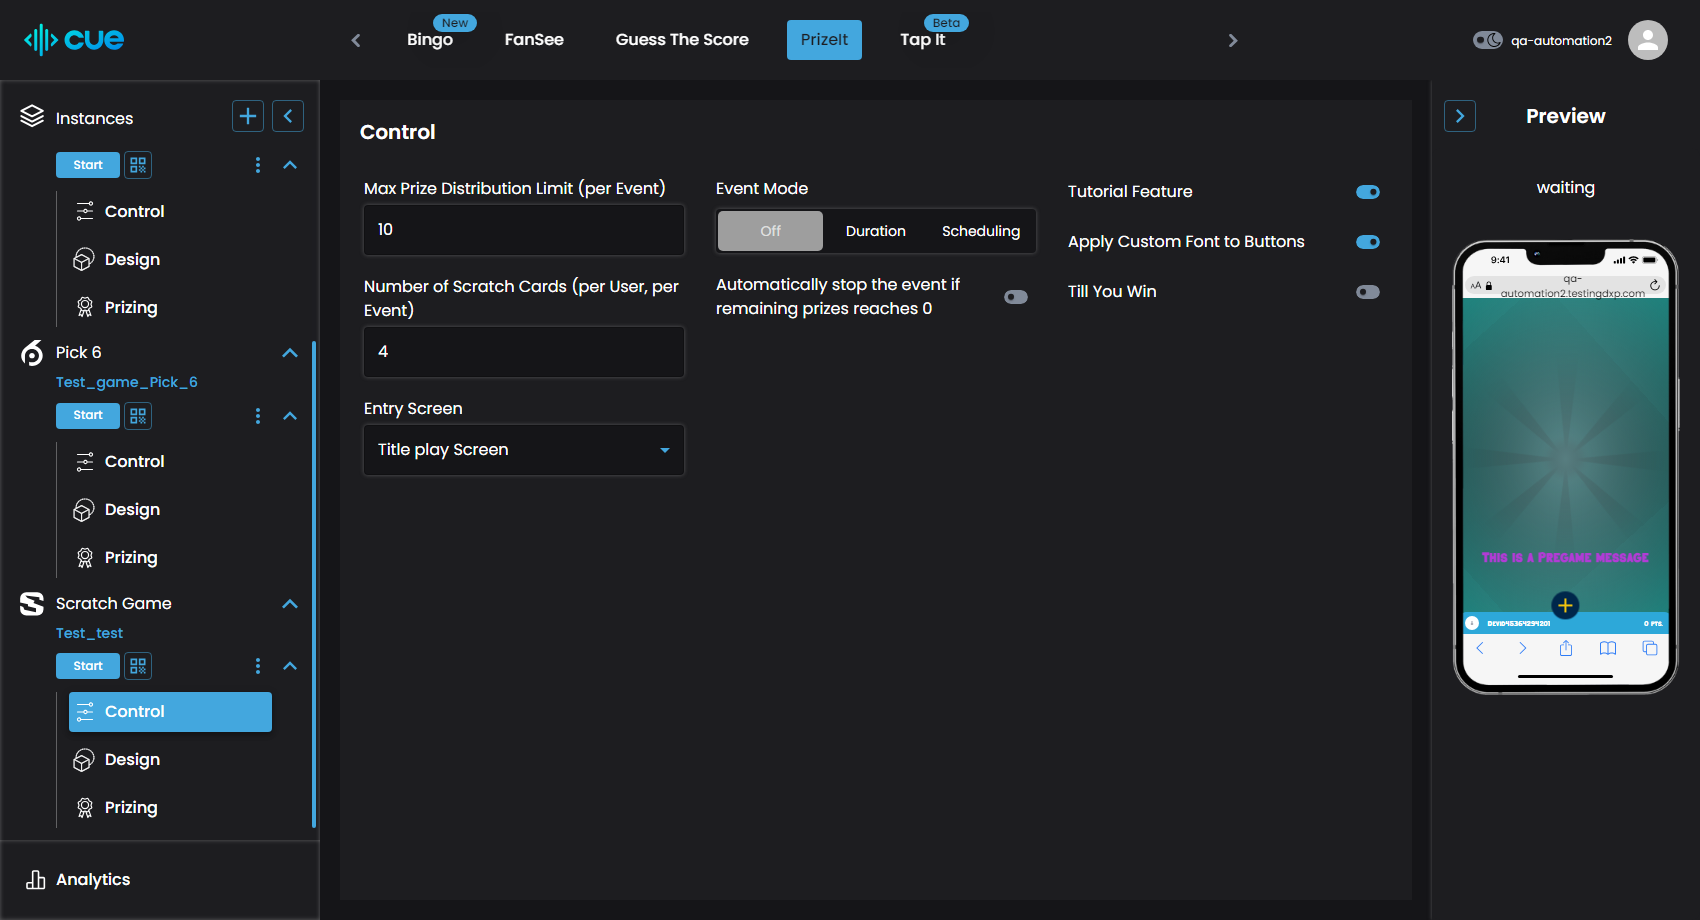 cue
Bingo
New
FanSee
Guess The Score
PrizeIt
Tap It
Beta
qa-automation2
Instances
Start
Control
Design
Prizing
Pick 6
Test_game_Pick_6
Start
Control
Design
Prizing
Scratch Game
Test_test
Start
Control
Design
Prizing
Analytics
Control
Max Prize Distribution Limit (per Event)
10
Number of Scratch Cards (per User, per
Event)
4
Entry Screen
Title play Screen
Event Mode
Off
Duration
Scheduling
Automatically stop the event if
remaining prizes reaches 0
Tutorial Feature
Apply Custom Font to Buttons
Till You Win
Preview
waiting
9:41
AA
qa-
automation2.testingdxp.com
This is a Pregame message
0 PTS.